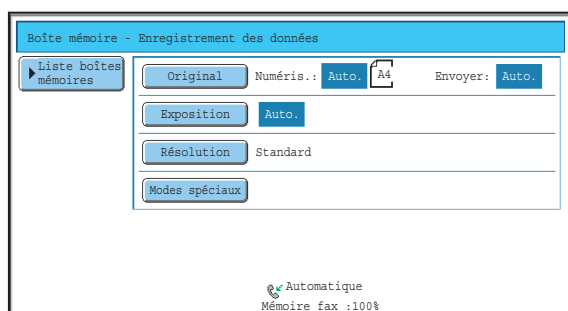 Boîte mémoire - Enregistrement des données
Liste boîtes
mémoires
Original Numéris.: Auto. A4 Envoyer: Auto.
Exposition Auto.
Résolution Standard
Modes spéciaux
Automatique
Mémoire fax :100%